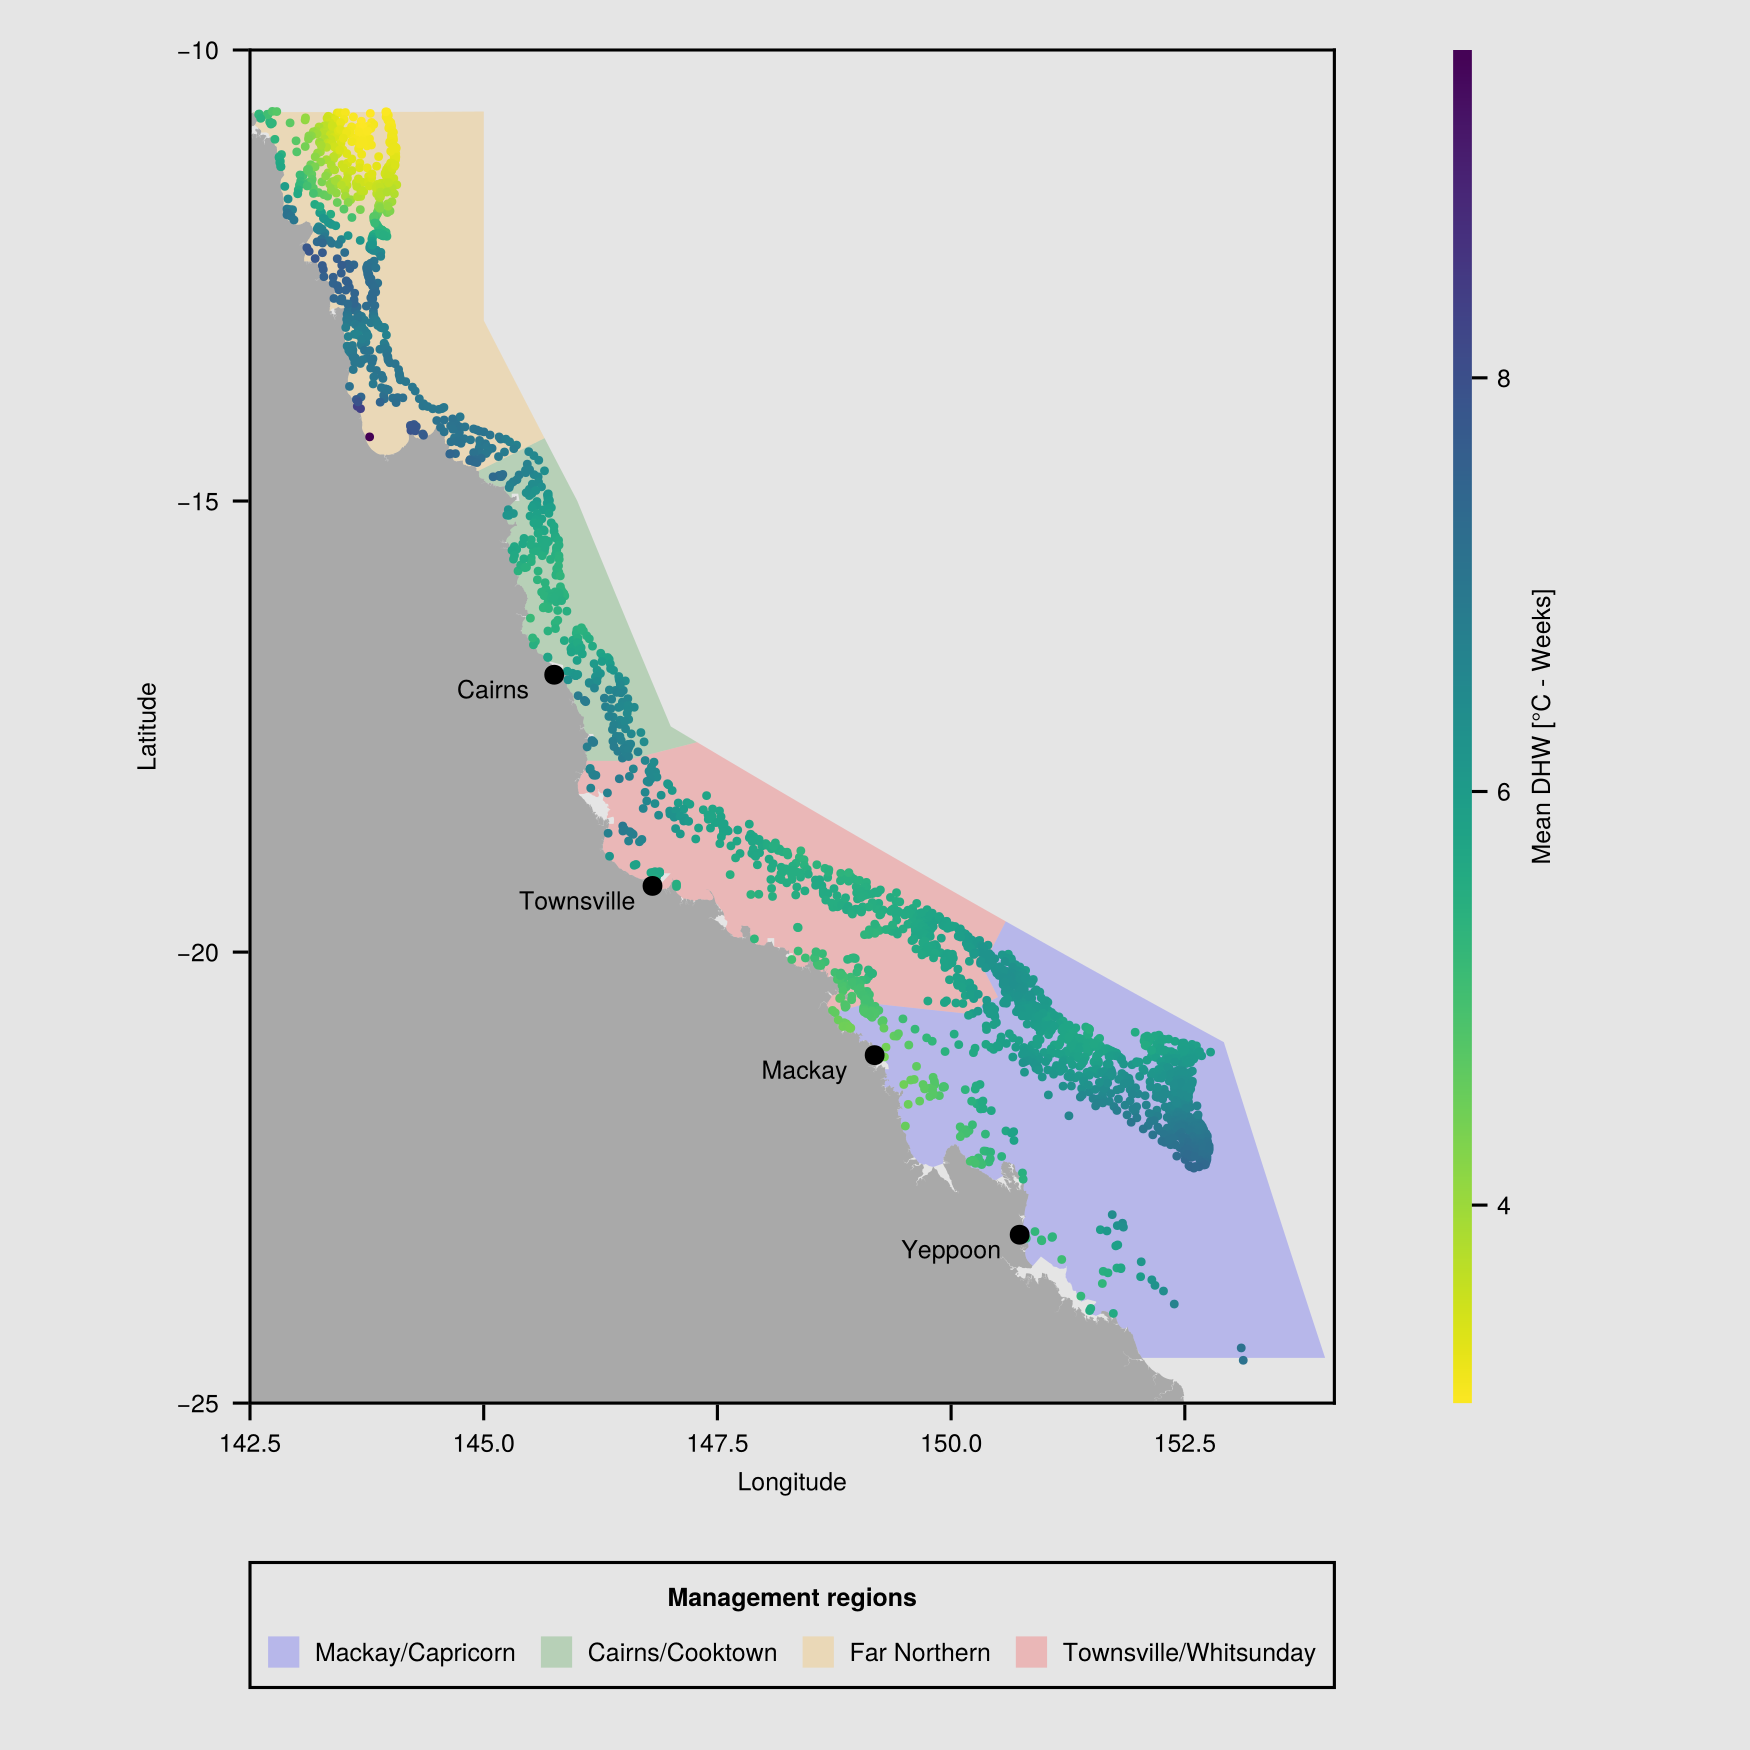 −10
−15
−20
−25
Latitude
Cairns
Townsville
Mackay
Yeppoon
142.5 145.0 147.5 150.0 152.5
Longitude
8
6
4
Mean DHW [°C - Weeks]
Management regions
Mackay/Capricorn Cairns/Cooktown Far Northern Townsville/Whitsunday